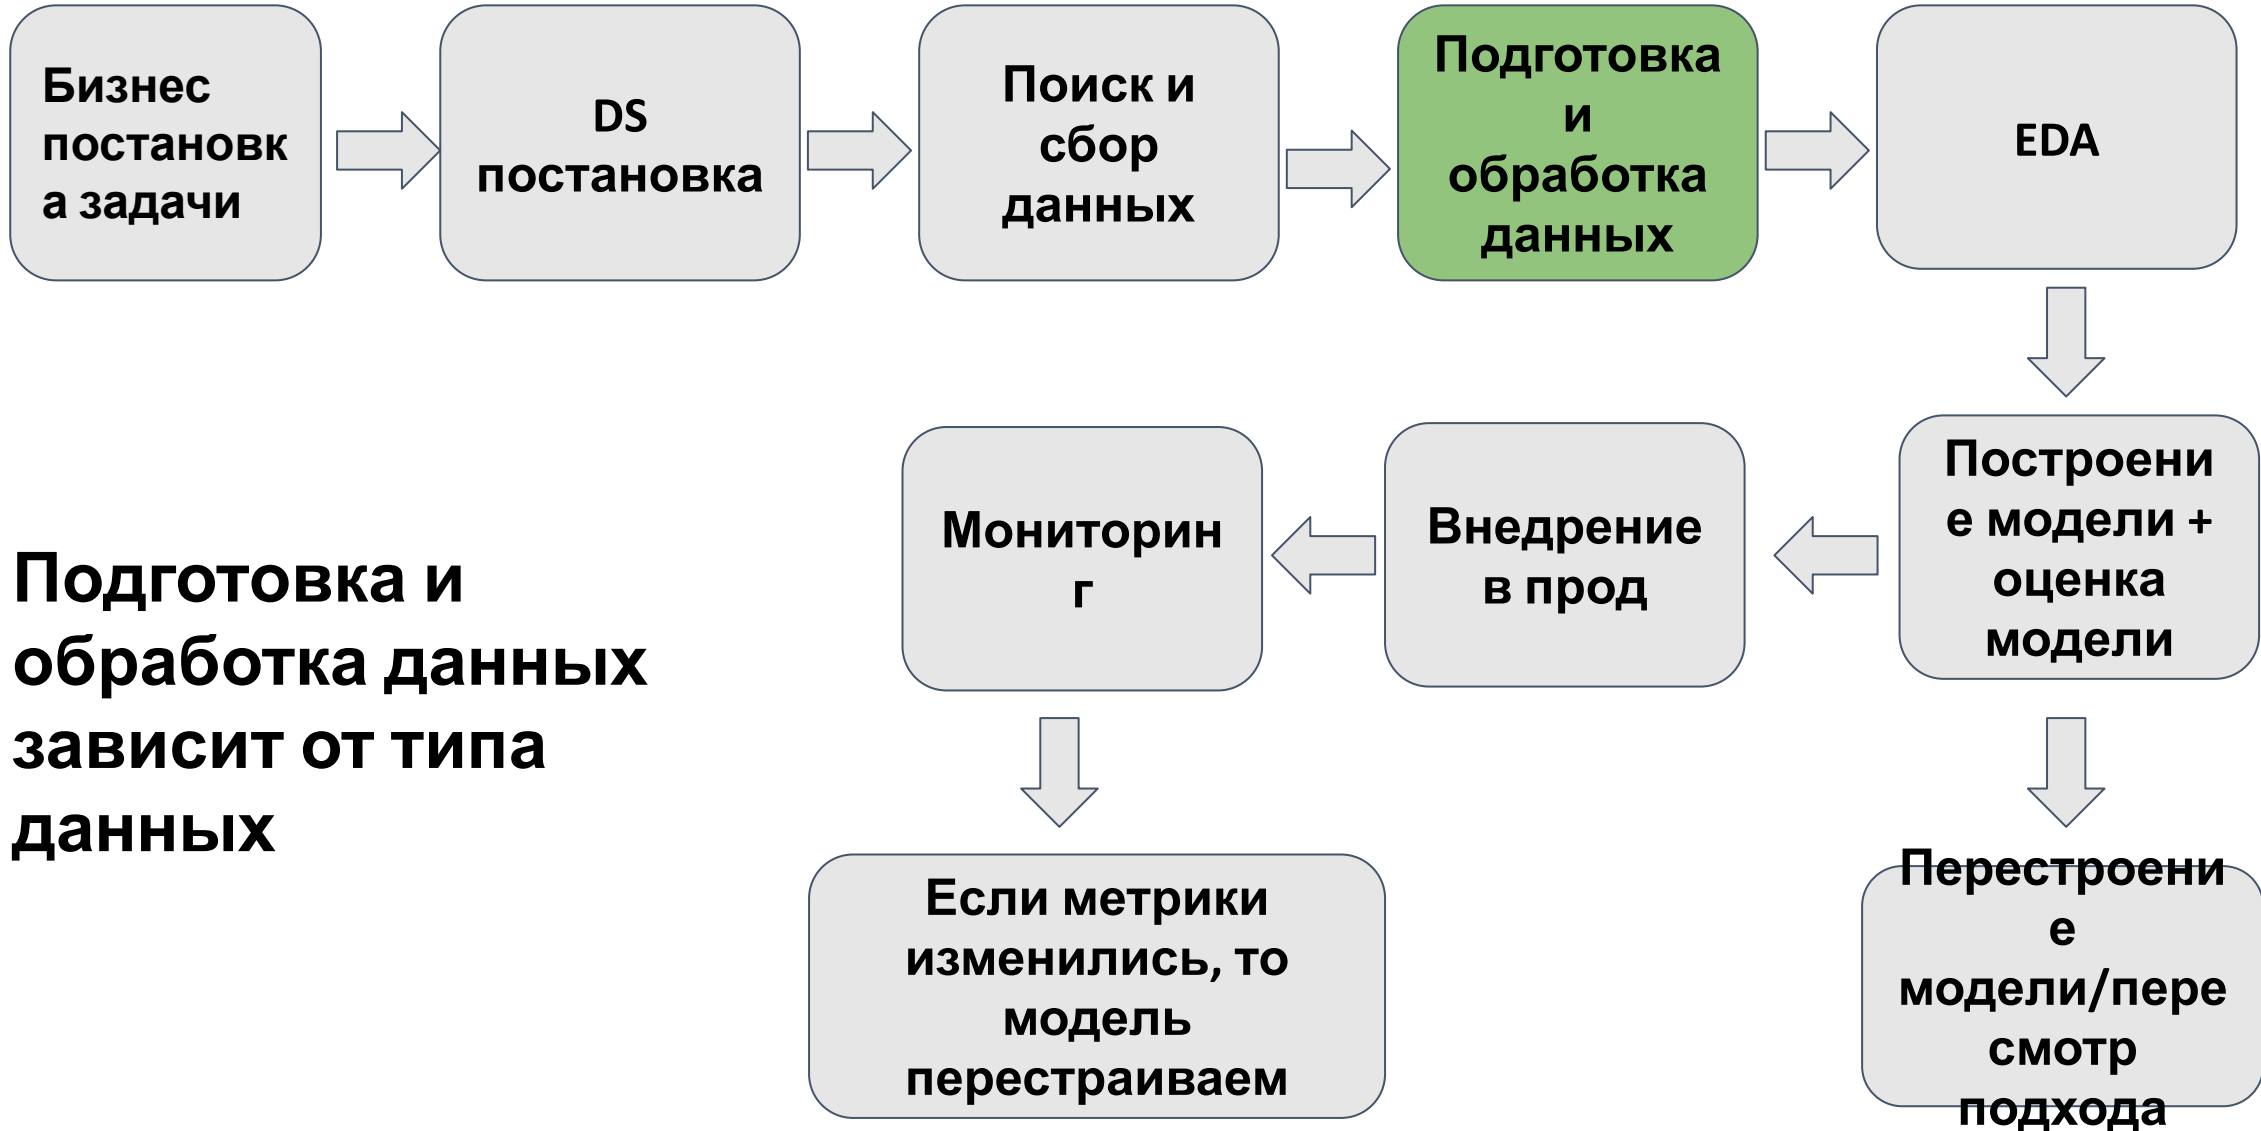 Бизнес
постановк
а задачи
DS
постановка
Поиск и
сбор
данных
Подготовка
и
обработка
данных
EDA
Построени
е модели +
оценка
модели
Внедрение
в прод
Мониторин
г
Подготовка и
обработка данных
зависит от типа
данных
Если метрики
изменились, то
модель
перестраиваем
Перестроени
е
модели/пере
смотр
подхода